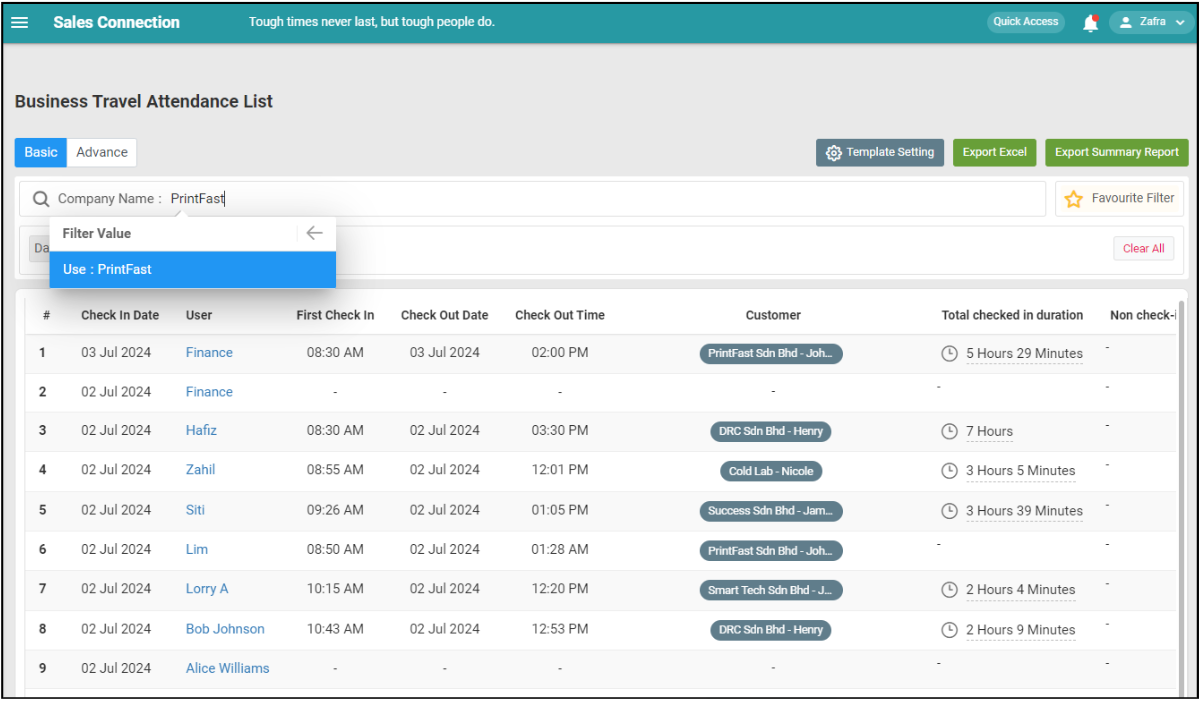 Sales Connection Tough times never last, but tough people do. Quick Access Zafra
Business Travel Attendance List
Basic Advance Template Setting Export Excel Export Summary Report
Company Name : PrintFast Favourite Filter
Filter Value
Da Clear All
Use : PrintFast
# Check In Date User First Check In Check Out Date Check Out Time Customer Total checked in duration Non check-i
1 03 Jul 2024 Finance 08:30 AM 03 Jul 2024 02:00 PM PrintFast Sdn Bhd - Joh... 5 Hours 29 Minutes -
2 02 Jul 2024 Finance - - - - - -
3 02 Jul 2024 Hafiz 08:30 AM 02 Jul 2024 03:30 PM DRC Sdn Bhd - Henry 7 Hours -
4 02 Jul 2024 Zahil 08:55 AM 02 Jul 2024 12:01 PM Cold Lab - Nicole 3 Hours 5 Minutes -
5 02 Jul 2024 Siti 09:26 AM 02 Jul 2024 01:05 PM Success Sdn Bhd - Jam... 3 Hours 39 Minutes -
6 02 Jul 2024 Lim 08:50 AM 02 Jul 2024 01:28 AM PrintFast Sdn Bhd - Joh... - -
7 02 Jul 2024 Lorry A 10:15 AM 02 Jul 2024 12:20 PM Smart Tech Sdn Bhd - J... 2 Hours 4 Minutes -
8 02 Jul 2024 Bob Johnson 10:43 AM 02 Jul 2024 12:53 PM DRC Sdn Bhd - Henry 2 Hours 9 Minutes -
9 02 Jul 2024 Alice Williams - - - - - -